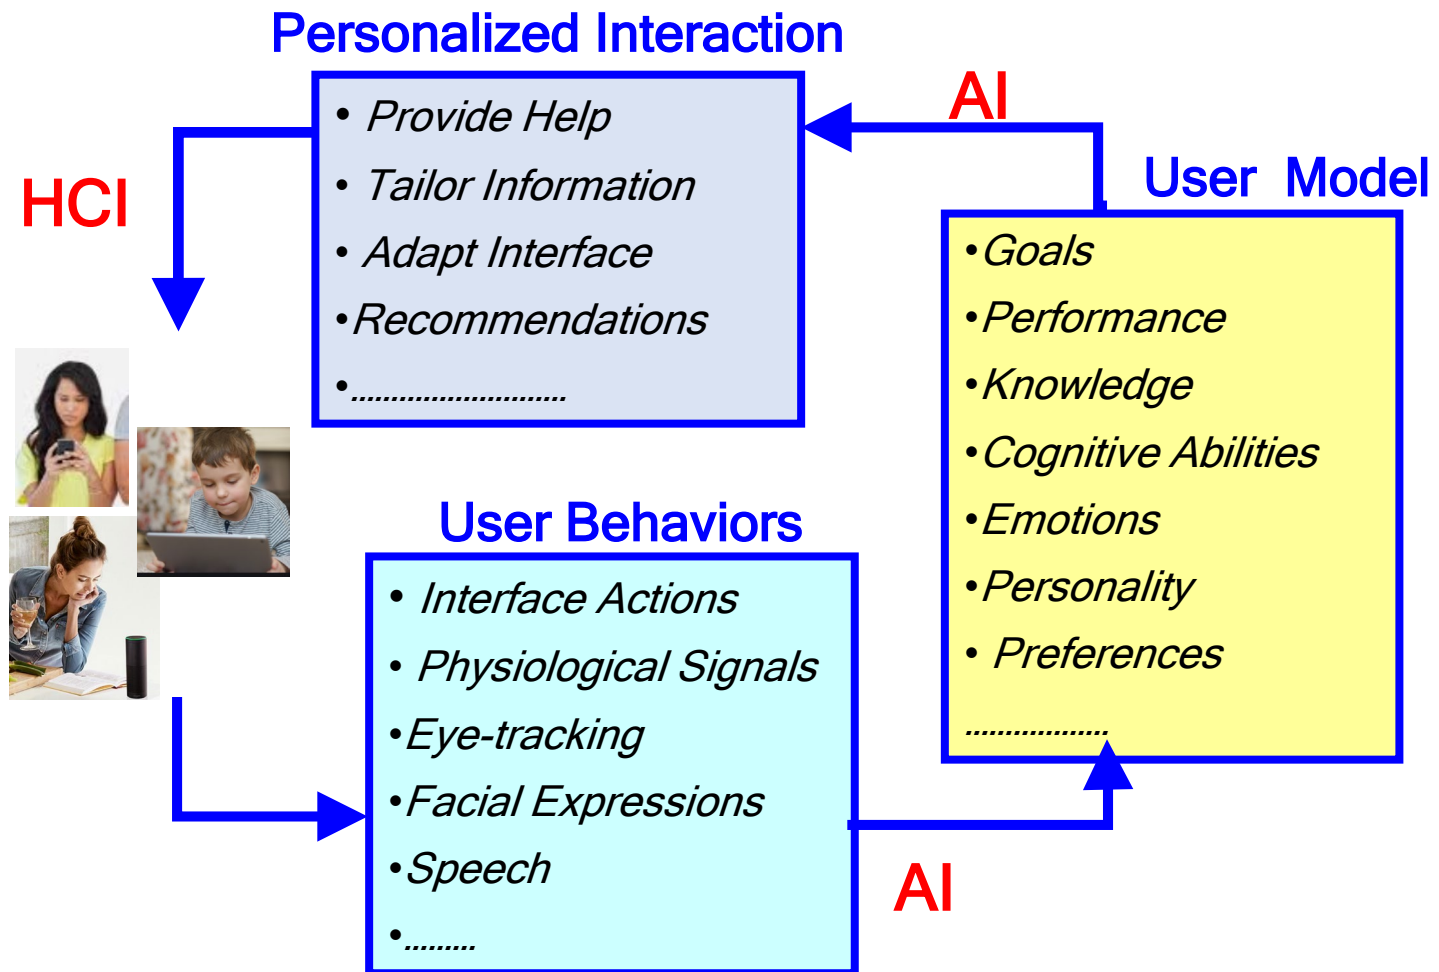 Personalized Interaction
• Provide Help
• Tailor Information
• Adapt Interface
•Recommendations
•...........................
AI
HCI
User  Model
•Goals
•Performance
•Knowledge
•Cognitive Abilities
•Emotions
•Personality
• Preferences
..................
User Behaviors
• Interface Actions
• Physiological Signals
•Eye-tracking
•Facial Expressions
•Speech
•.........
AI